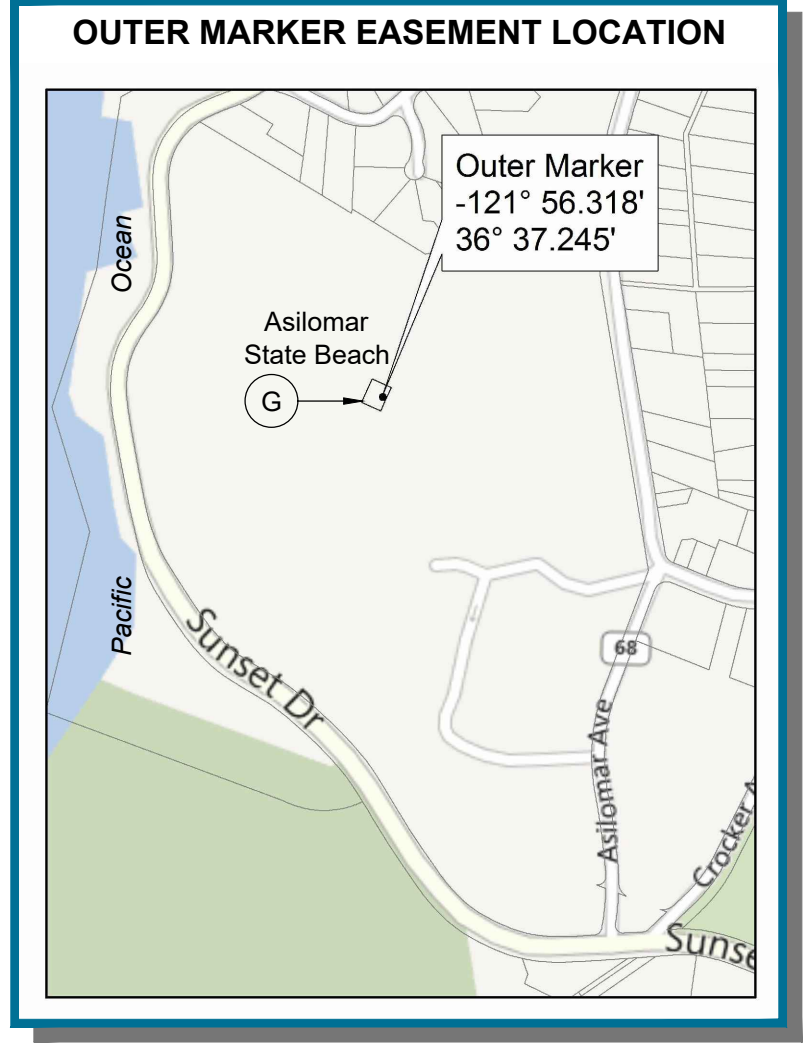 OUTER MARKER EASEMENT LOCATION
Outer Marker
-121° 56.318'
36° 37.245'
Ocean
Asilomar
State Beach
G
Pacific
Sunset Dr
68
Asilomar Ave
Crocker A
Sunse